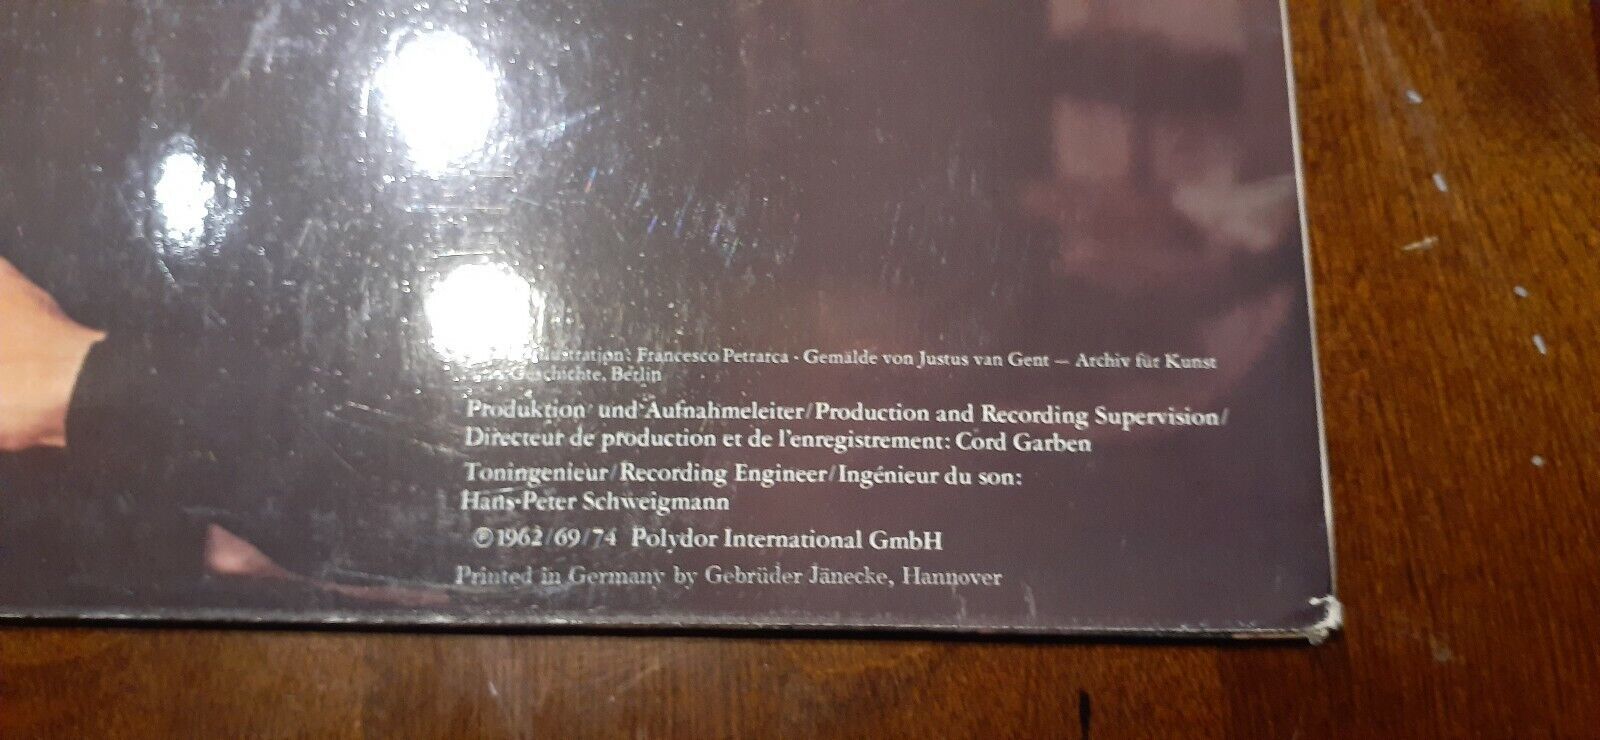 Illustration: Francesco Petrarca · Gemälde von Justus van Gent – Archiv für Kunst
Geschichte, Berlin
Produktion und Aufnahmeleiter/Production and Recording Supervision/
Directeur de production et de l'enregistrement: Cord Garben
Toningenieur/Recording Engineer/Ingénieur du son:
Hans-Peter Schweigmann
℗ 1962/69/74 Polydor International GmbH
Printed in Germany by Gebrüder Jänecke, Hannover